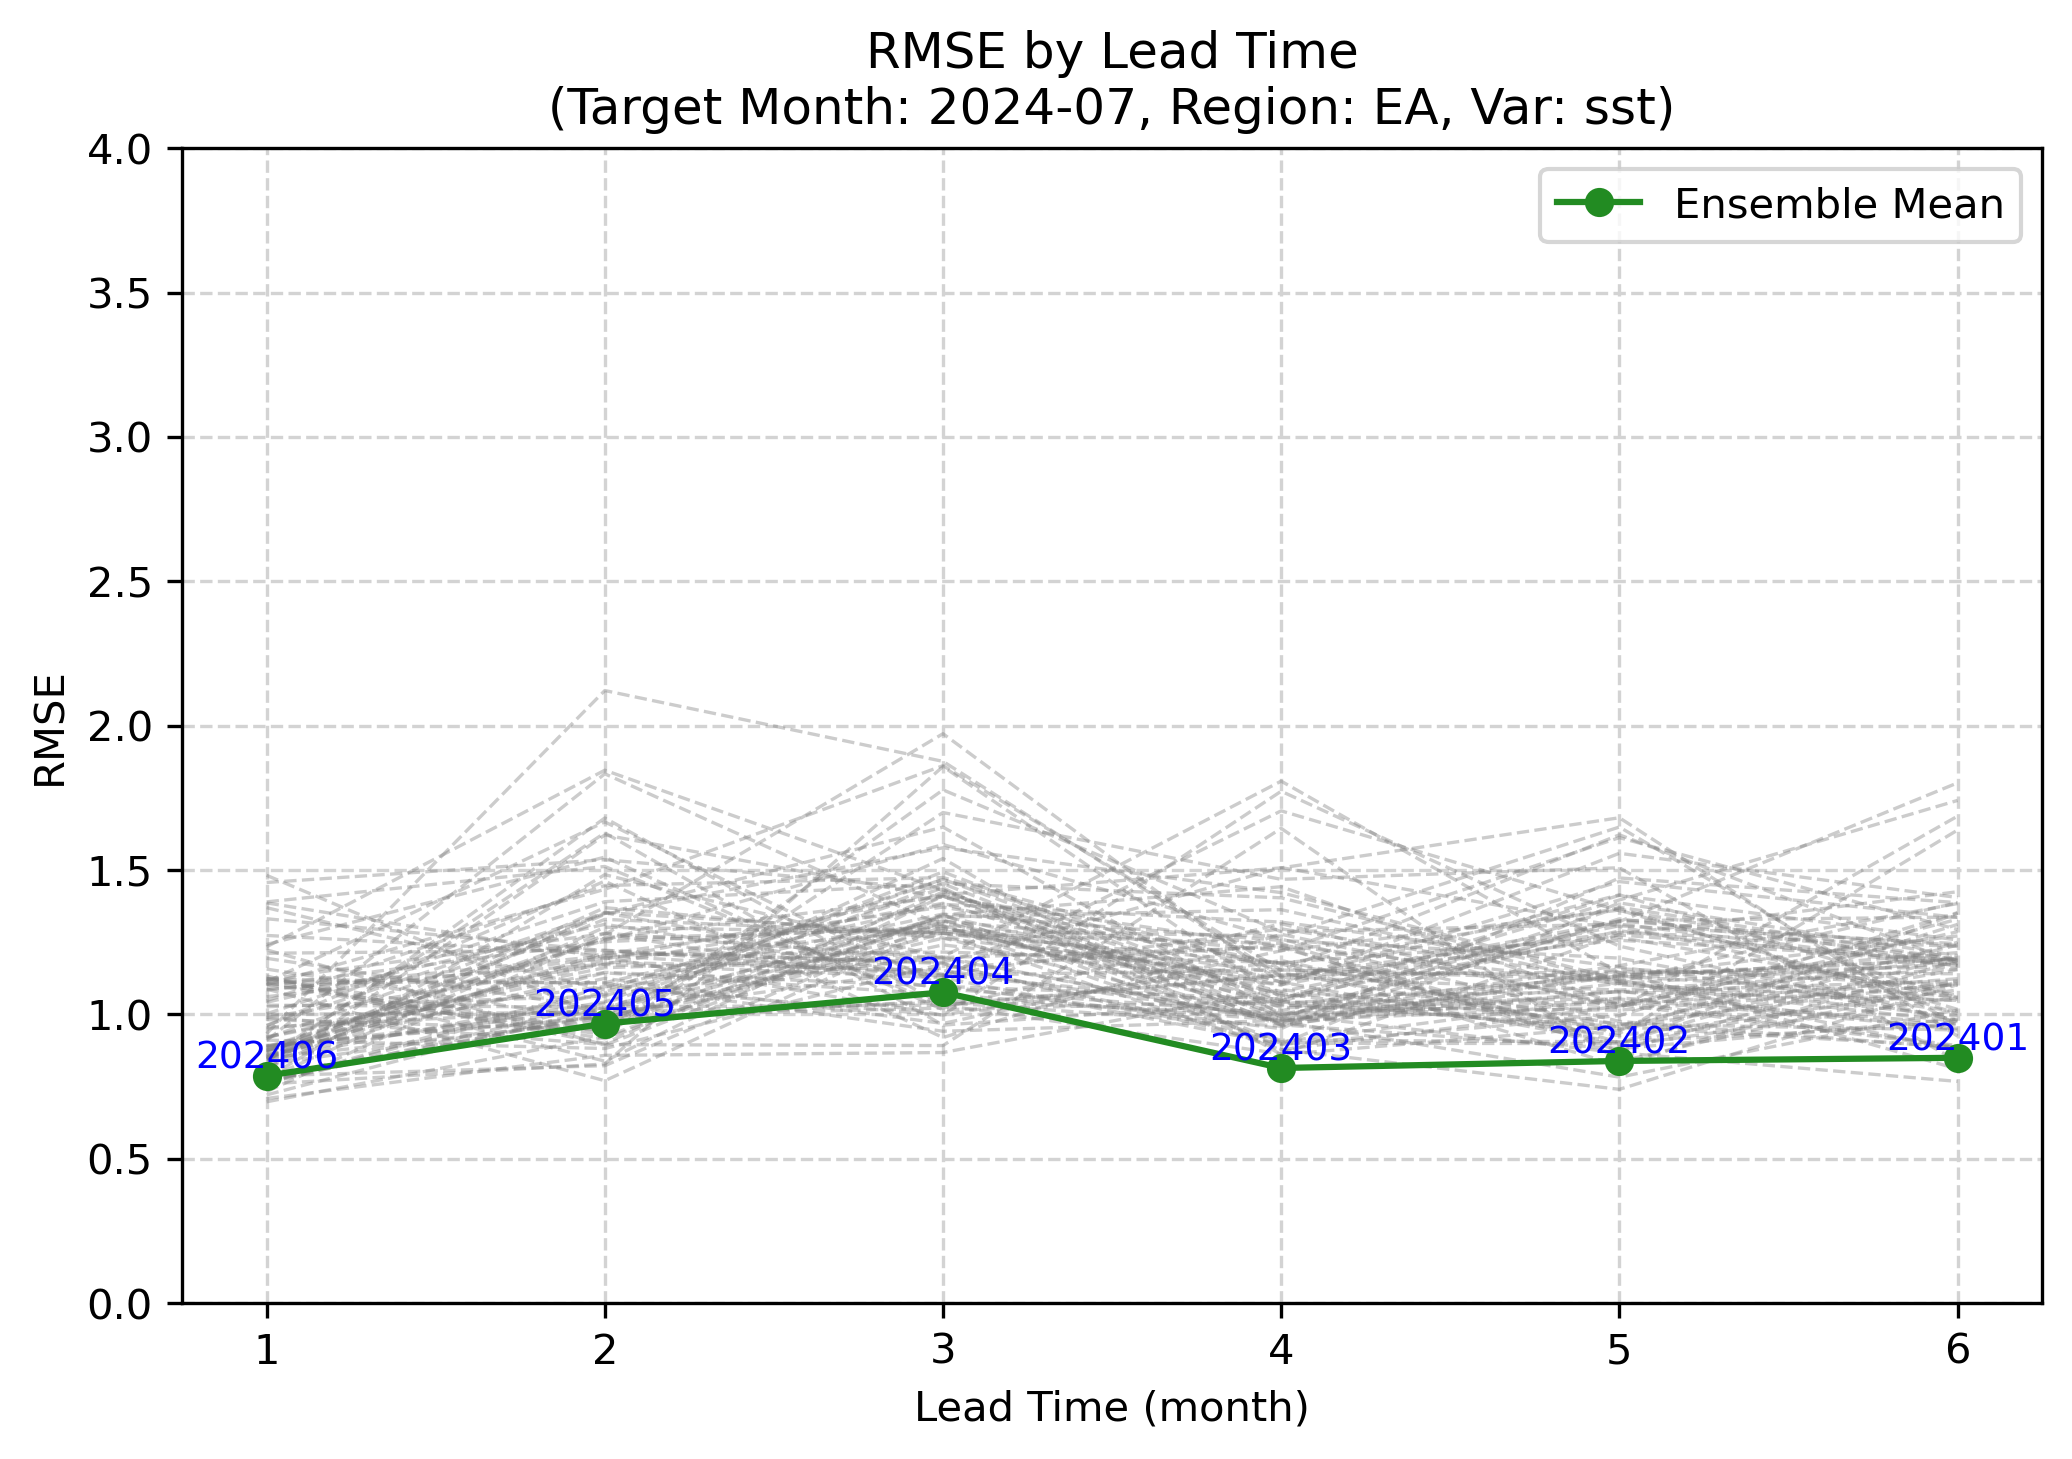 RMSE by Lead Time
(Target Month: 2024-07, Region: EA, Var: sst)
4.0
3.5
3.0
2.5
2.0
1.5
1.0
0.5
0.0
RMSE
Ensemble Mean
202406
202405
202404
202403
202402
202401
1 2 3 4 5 6
Lead Time (month)